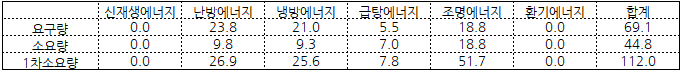 신재생에너지 난방에너지 냉방에너지 급탕에너지 조명에너지 환기에너지 합계
요구량 0.0 23.8 21.0 5.5 18.8 0.0 69.1
소요량 0.0 9.8 9.3 7.0 18.8 0.0 44.8
1차소요량 0.0 26.9 25.6 7.8 51.7 0.0 112.0